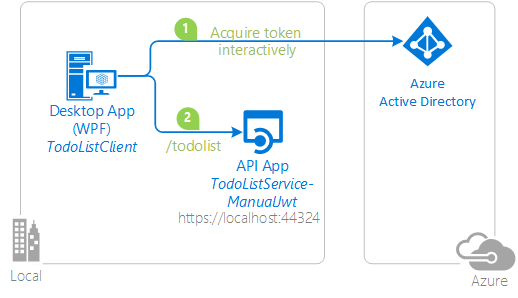 1
Acquire token
interactively
Azure
Active Directory
Desktop App
(WPF)
TodoListClient
2
/todolist
API App
TodoListService-
ManualJwt
https://localhost:44324
Local
Azure